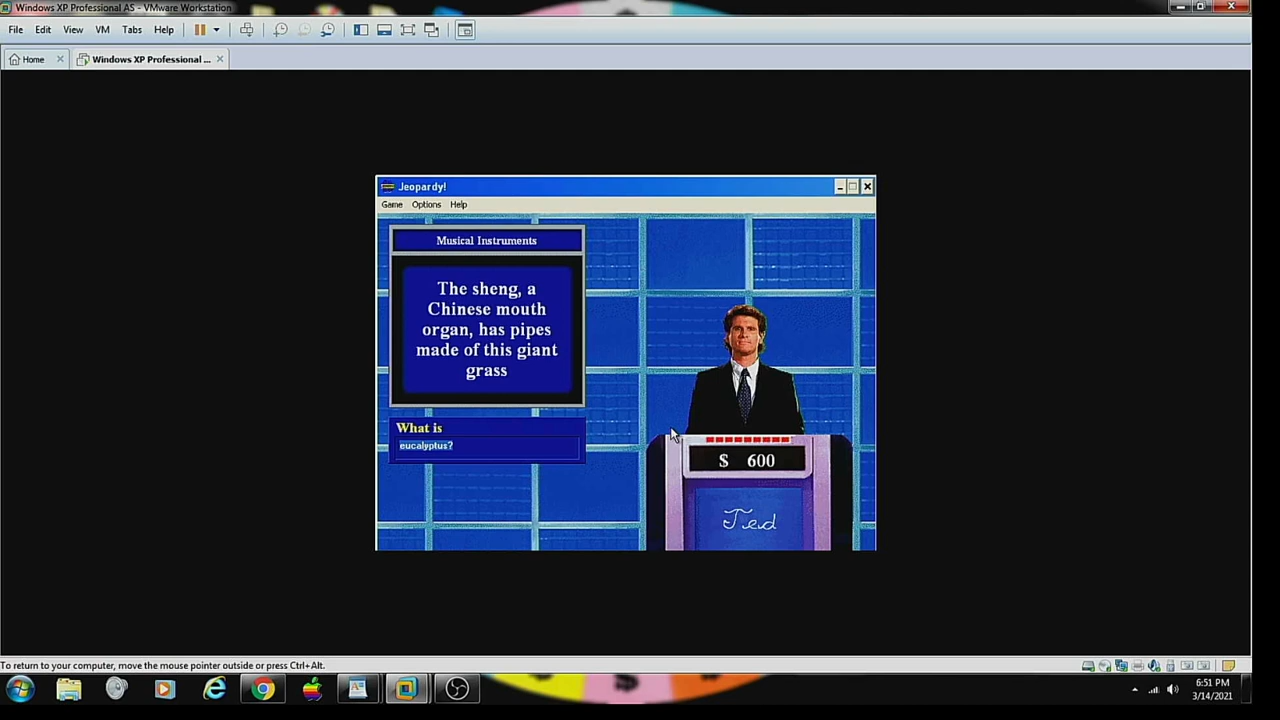 Windows XP Professional AS - VMware Workstation
File Edit View VM Tabs Help
Home
Windows XP Professional ...
Jeopardy!
Game Options Help
Musical Instruments
The sheng, a
Chinese mouth
organ, has pipes
made of this giant
grass
What is
eucalyptus?
$ 600
Ted
To return to your computer, move the mouse pointer outside or press Ctrl+Alt.
6:51 PM
3/14/2021